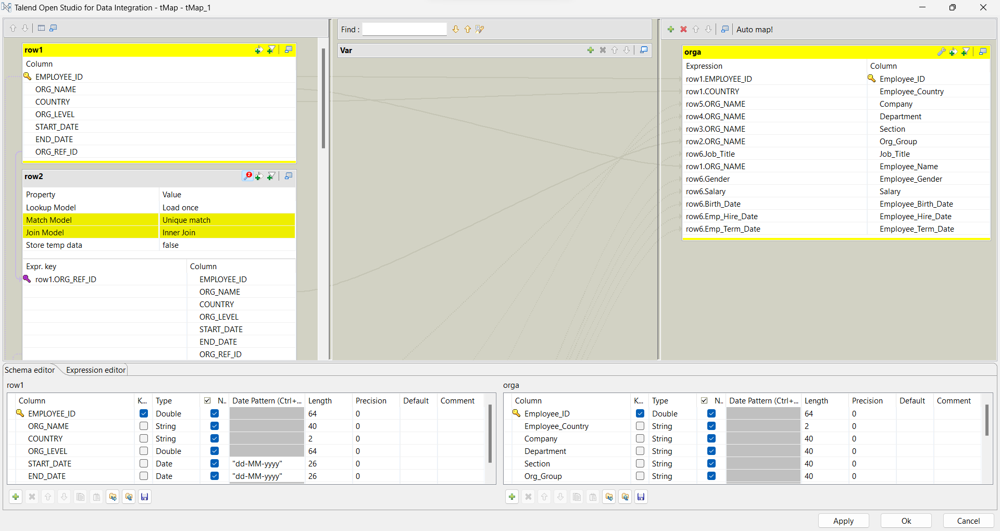 Talend Open Studio for Data Integration - tMap - tMap_1
row1
Column
EMPLOYEE_ID
ORG_NAME
COUNTRY
ORG_LEVEL
START_DATE
END_DATE
ORG_REF_ID
row2
2
Property Value
Lookup Model Load once
Match Model Unique match
Join Model Inner Join
Store temp data false
Expr. key Column
row1.ORG_REF_ID EMPLOYEE_ID
ORG_NAME
COUNTRY
ORG_LEVEL
START_DATE
END_DATE
ORG_REF_ID
Find :
Var
Auto map!
orga
Expression Column
row1.EMPLOYEE_ID Employee_ID
row1.COUNTRY Employee_Country
row5.ORG_NAME Company
row4.ORG_NAME Department
row3.ORG_NAME Section
row2.ORG_NAME Org_Group
row6.Job_Title Job_Title
row1.ORG_NAME Employee_Name
row6.Gender Employee_Gender
row6.Salary Salary
row6.Birth_Date Employee_Birth_Date
row6.Emp_Hire_Date Employee_Hire_Date
row6.Emp_Term_Date Employee_Term_Date
Schema editor Expression editor
row1
Column K... Type N.. Date Pattern (Ctrl+... Length Precision Default Comment
EMPLOYEE_ID Double 64 0
ORG_NAME String 40 0
COUNTRY String 2 0
ORG_LEVEL Double 64 0
START_DATE Date "dd-MM-yyyy" 26 0
END_DATE Date "dd-MM-yyyy" 26 0
orga
Column K... Type N.. Date Pattern (Ctrl+... Length Precision Default Comment
Employee_ID Double 64 0
Employee_Country String 2 0
Company String 40 0
Department String 40 0
Section String 40 0
Org_Group String 40 0
Apply Ok Cancel